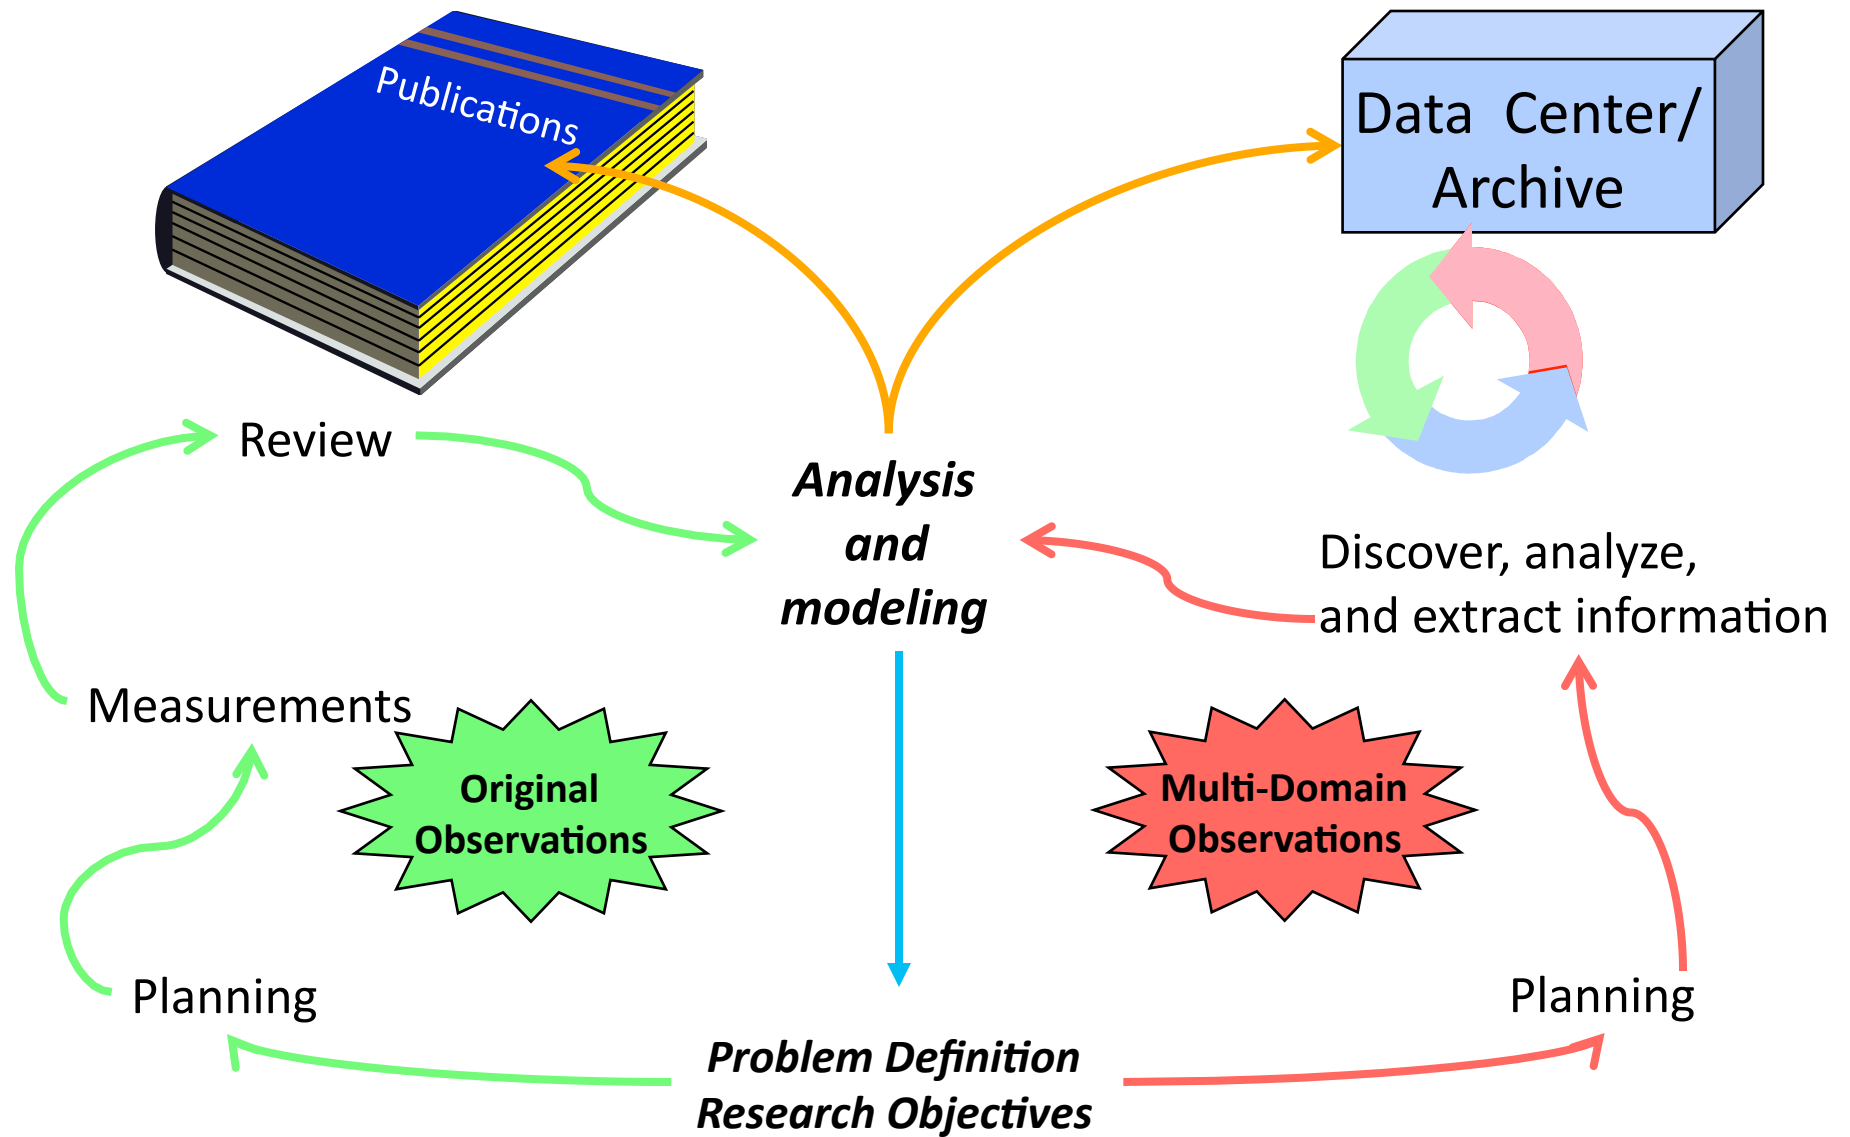 Publications
Data Center/
Archive
Review
Analysis
and
modeling
Discover, analyze,
and extract information
Measurements
Original
Observations
Multi-Domain
Observations
Planning
Planning
Problem Definition
Research Objectives